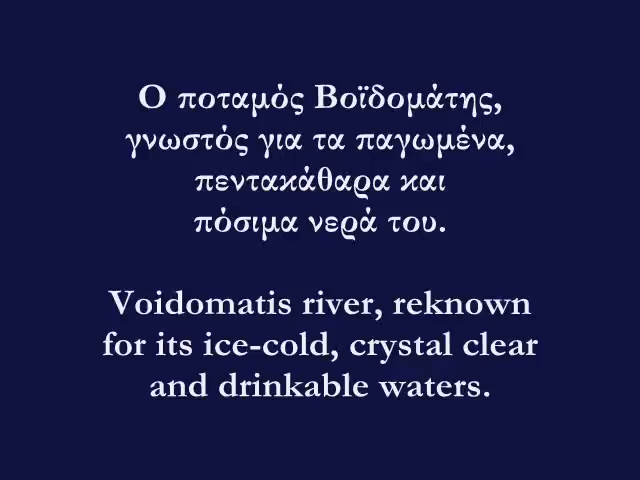 Ο ποταμός Βοϊδομάτης,
γνωστός για τα παγωμένα,
πεντακάθαρα και
πόσιμα νερά του.
Voidomatis river, reknown
for its ice-cold, crystal clear
and drinkable waters.